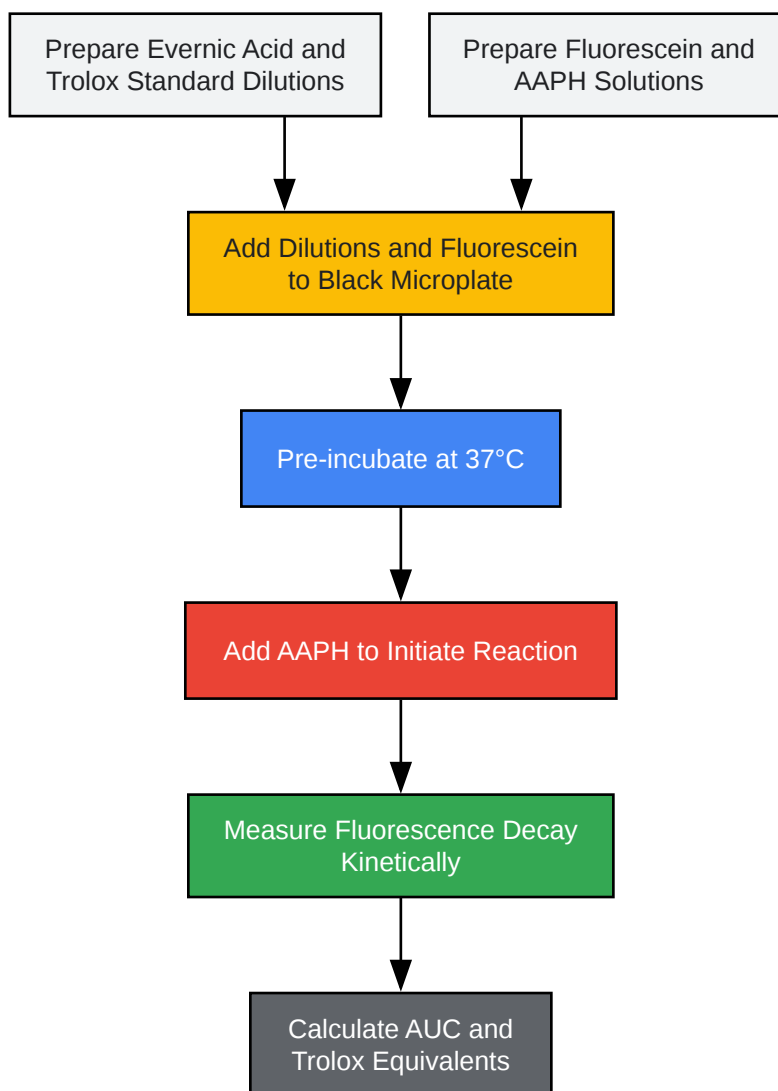 Prepare Evernic Acid and
Trolox Standard Dilutions
Prepare Fluorescein and
AAPH Solutions
Add Dilutions and Fluorescein
to Black Microplate
Pre-incubate at 37°C
Add AAPH to Initiate Reaction
Measure Fluorescence Decay
Kinetically
Calculate AUC and
Trolox Equivalents